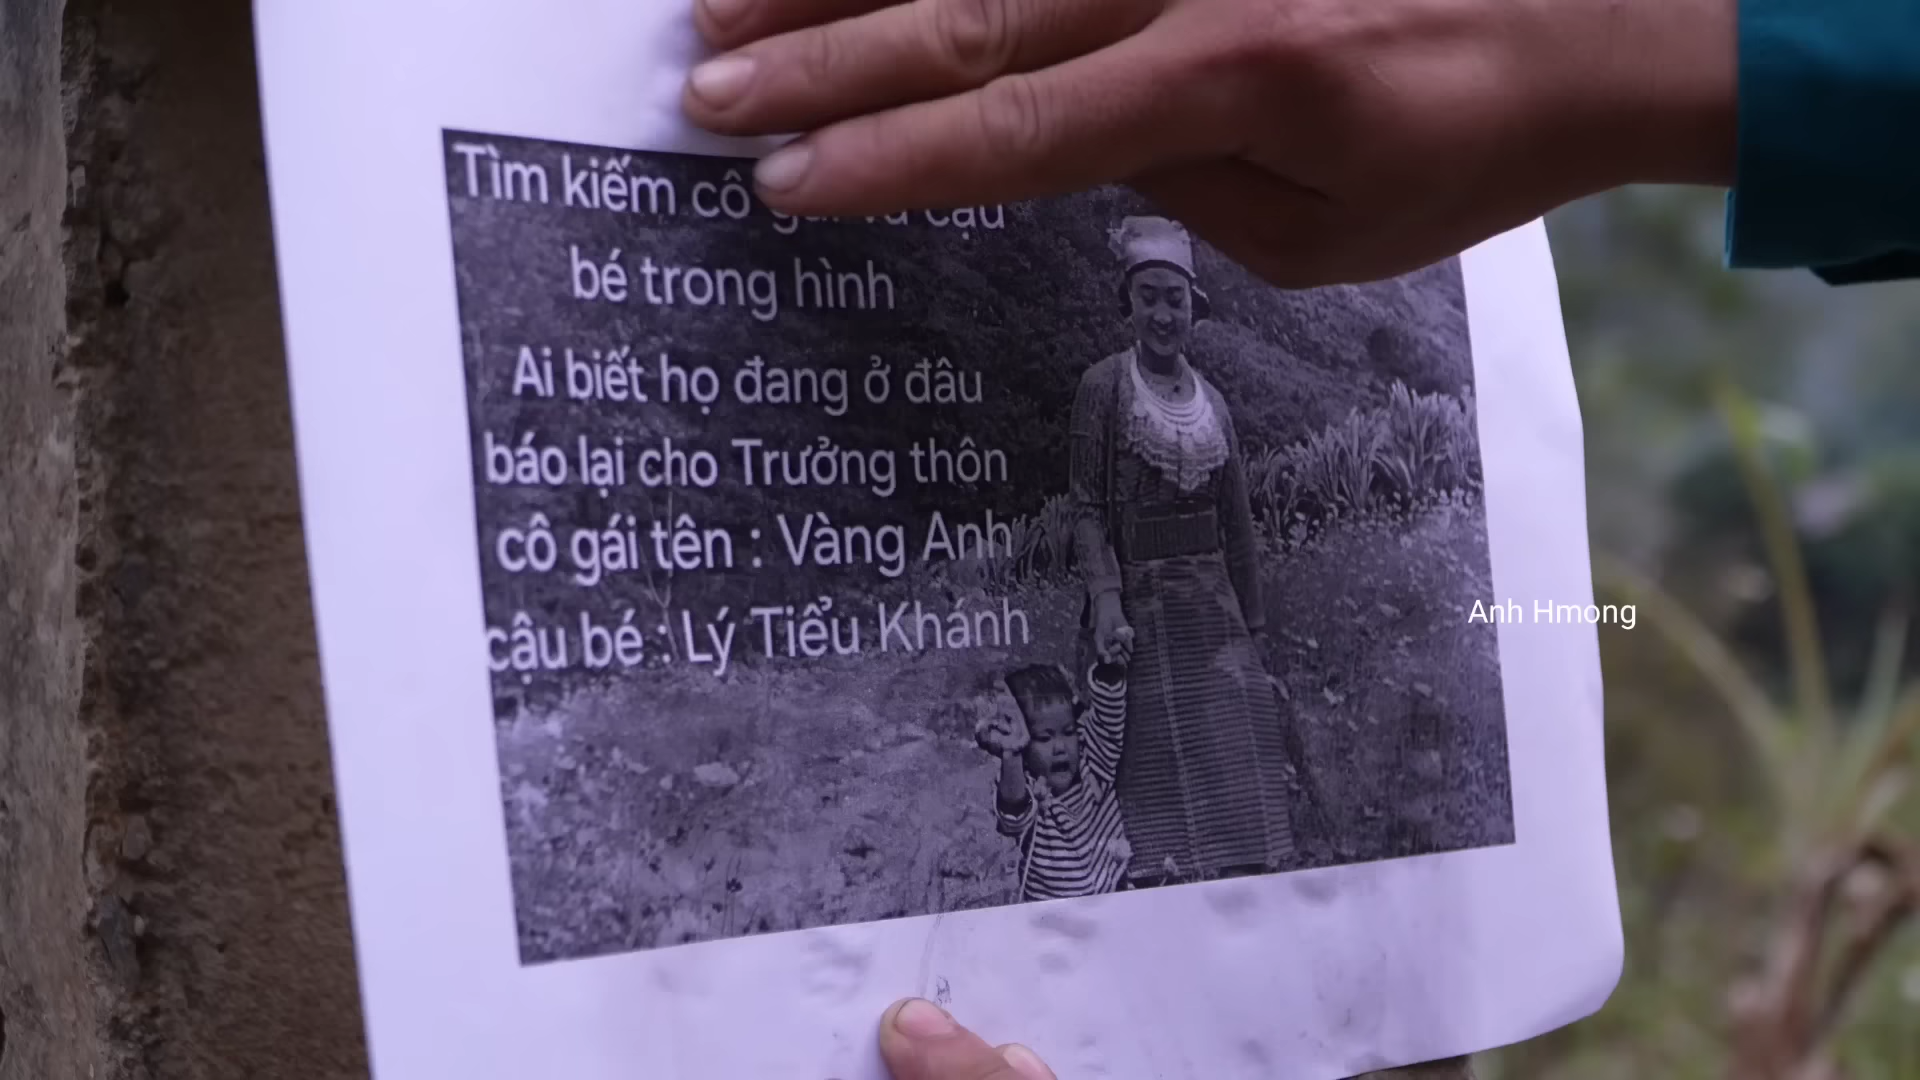 Tìm kiếm cô cậu
bé trong hình
Ai biết họ đang ở đâu
báo lại cho Trưởng thôn
cô gái tên : Vàng Anh
cậu bé : Lý Tiểu Khánh
Anh Hmong